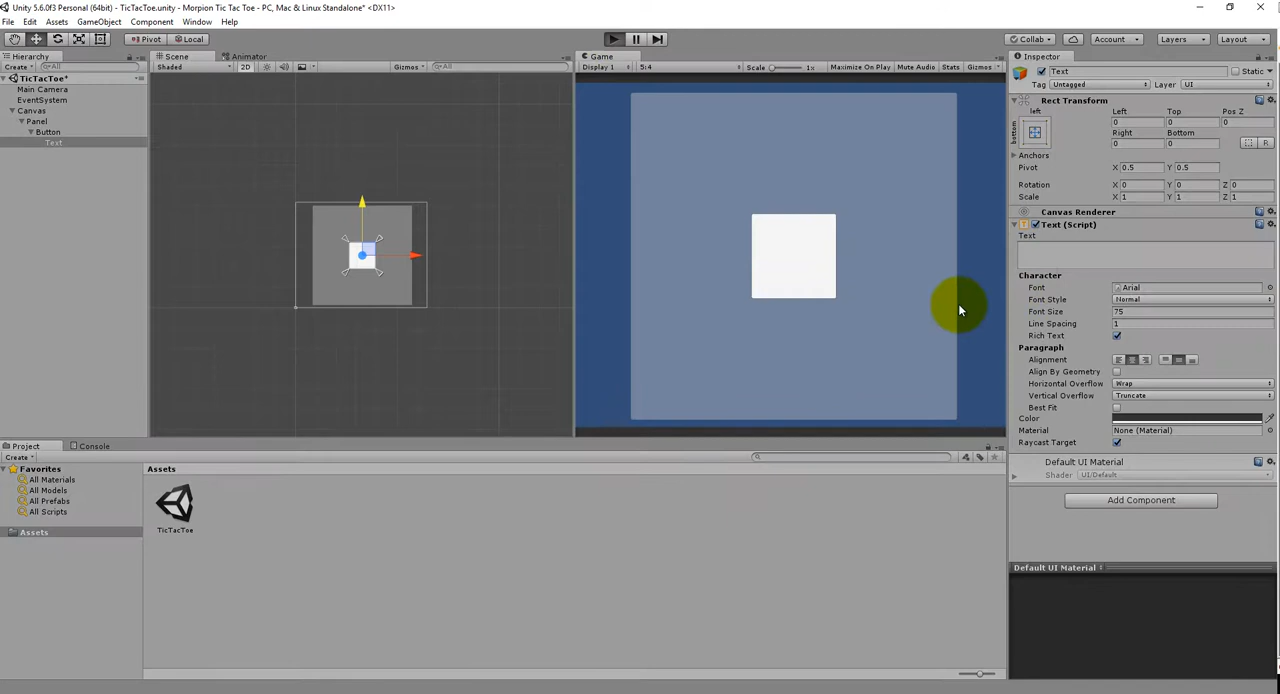 Unity 5.6.0f3 Personal (64bit) - TicTacToe.unity - Morpion Tic Tac Toe - PC, Mac & Linux Standalone* <DX11>
File Edit Assets GameObject Component Window Help
Pivot Local Collab Account Layers Layout
Hierarchy Scene Animator Game Inspector
Create All Shaded 2D Gizmos All Display 1 5:4 Scale 1x Maximize On Play Mute Audio Stats Gizmos
Text Static
Tag Untagged Layer UI
TicTacToe*
Main Camera
EventSystem
Canvas
Panel
Button
Text
Rect Transform
left Left Top Pos Z
bottom 0 0 0
Right Bottom
0 0 R
Anchors
Pivot X 0.5 Y 0.5
Rotation X 0 Y 0 Z 0
Scale X 1 Y 1 Z 1
Canvas Renderer
Text (Script)
Text
Character
Font Arial
Font Style Normal
Font Size 75
Line Spacing 1
Rich Text
Paragraph
Alignment
Align By Geometry
Horizontal Overflow Wrap
Vertical Overflow Truncate
Best Fit
Color
Material None (Material)
Raycast Target
Default UI Material
Shader UI/Default
Add Component
Default UI Material
Project Console
Create
Favorites
All Materials
All Models
All Prefabs
All Scripts
Assets
Assets
TicTacToe